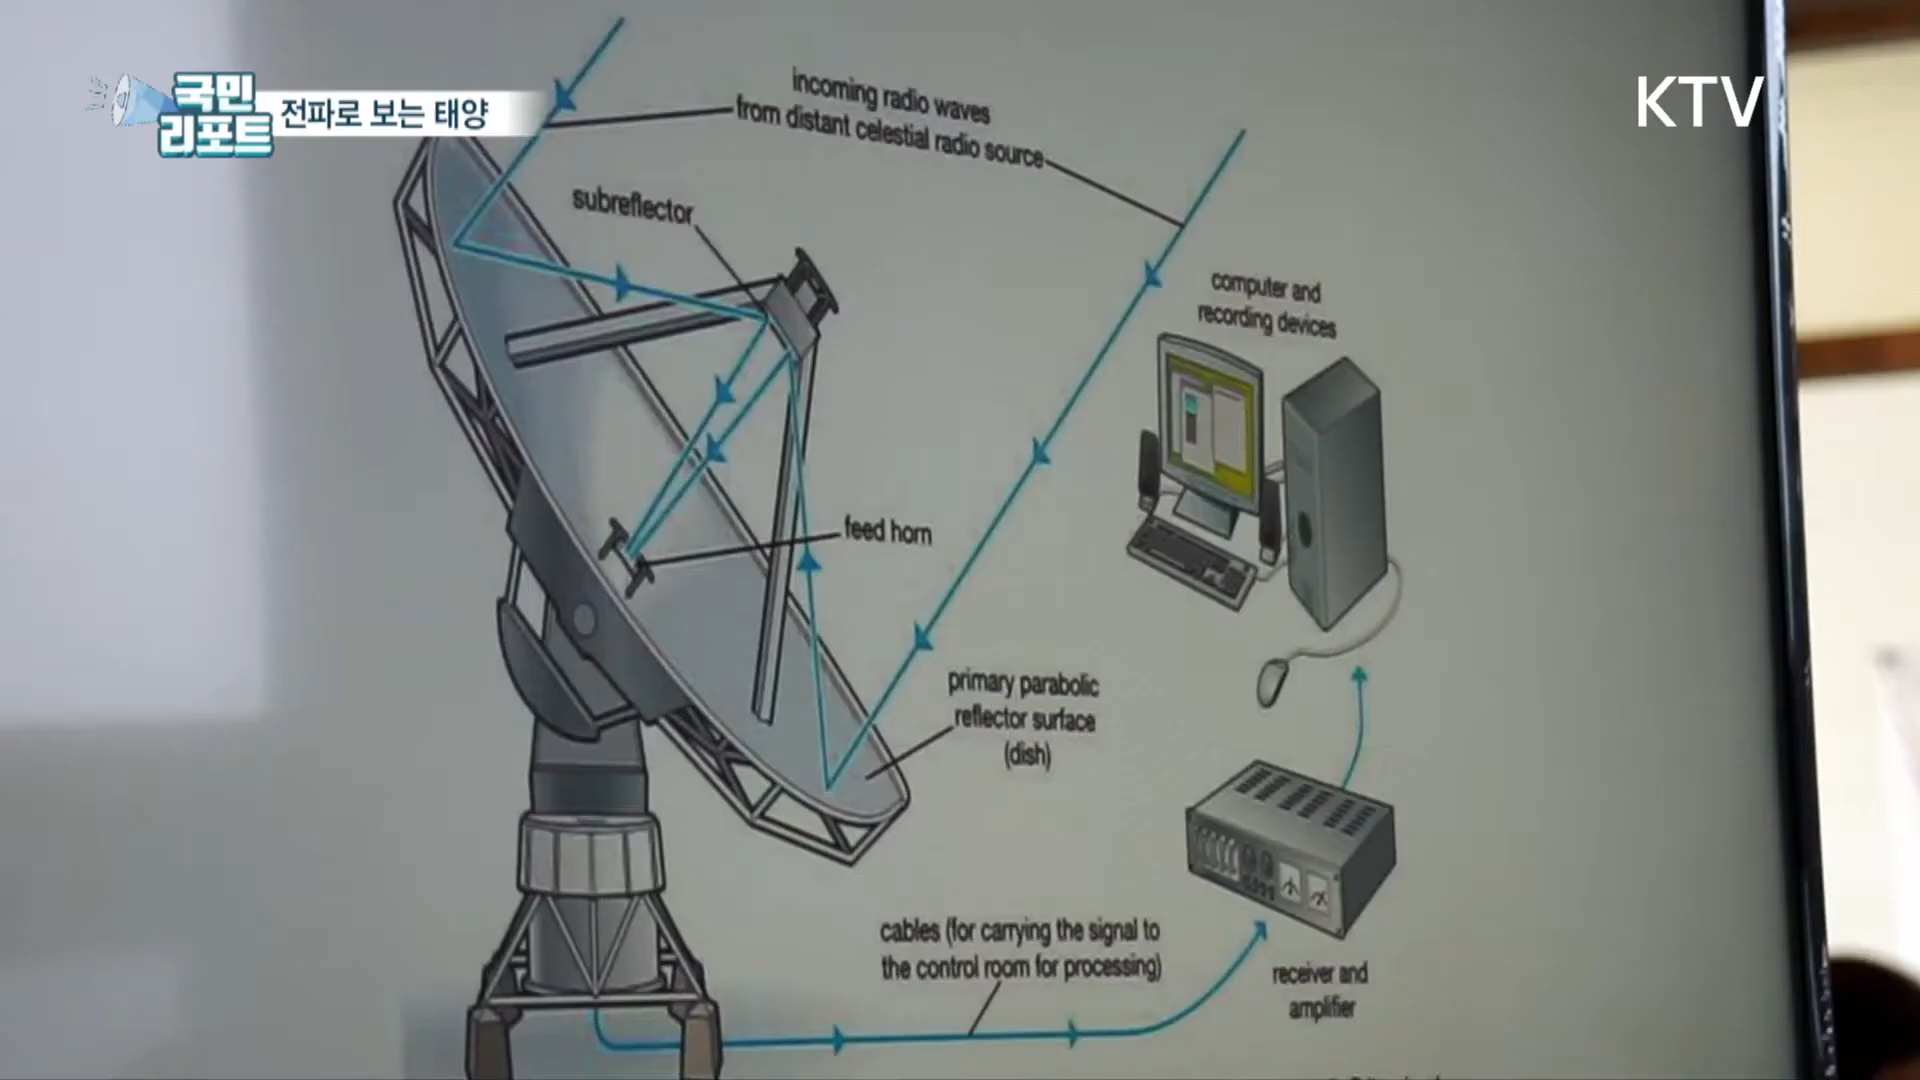 국민
리포트
전파로 보는 태양
KTV
incoming radio waves
from distant celestial radio source
subreflector
computer and
recording devices
feed horn
primary parabolic
reflector surface
(dish)
cables (for carrying the signal to
the control room for processing)
receiver and
amplifier